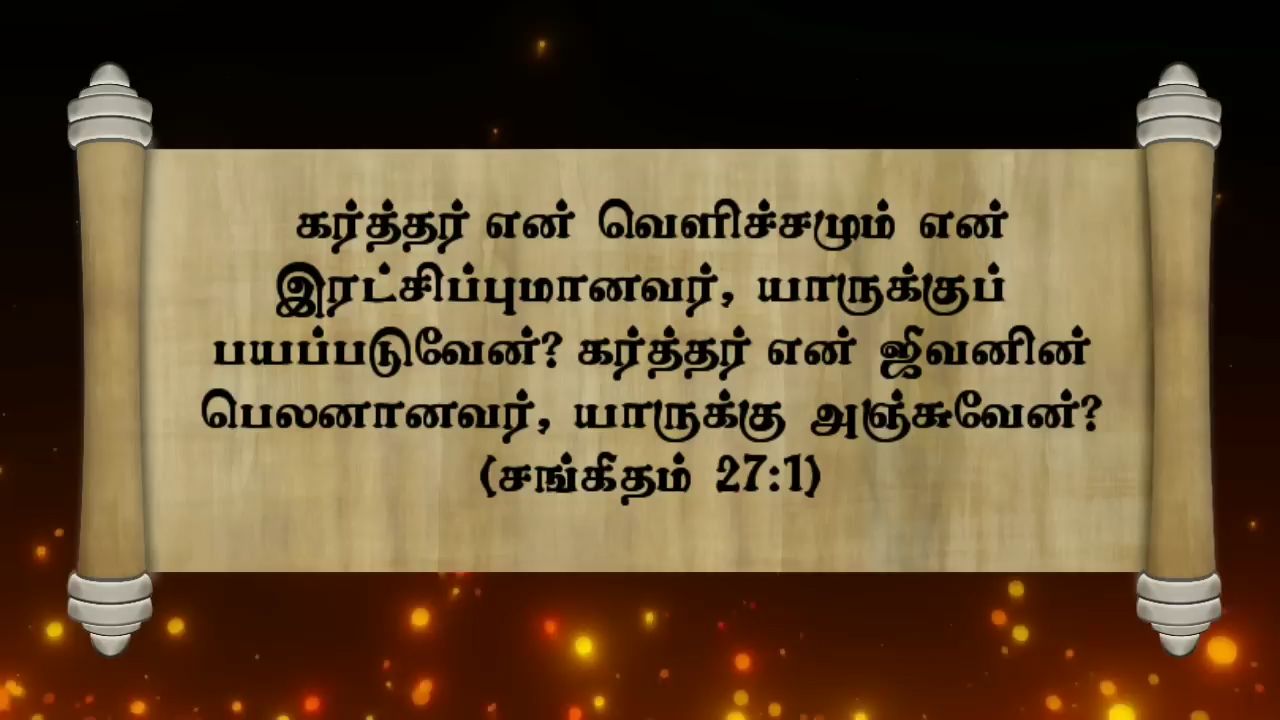 கர்த்தர் என் வெளிச்சமும் என்
இரட்சிப்புமானவர், யாருக்குப்
பயப்படுவேன்? கர்த்தர் என் ஜீவனின்
பெலனானவர், யாருக்கு அஞ்சுவேன்?
(சங்கீதம் 27:1)